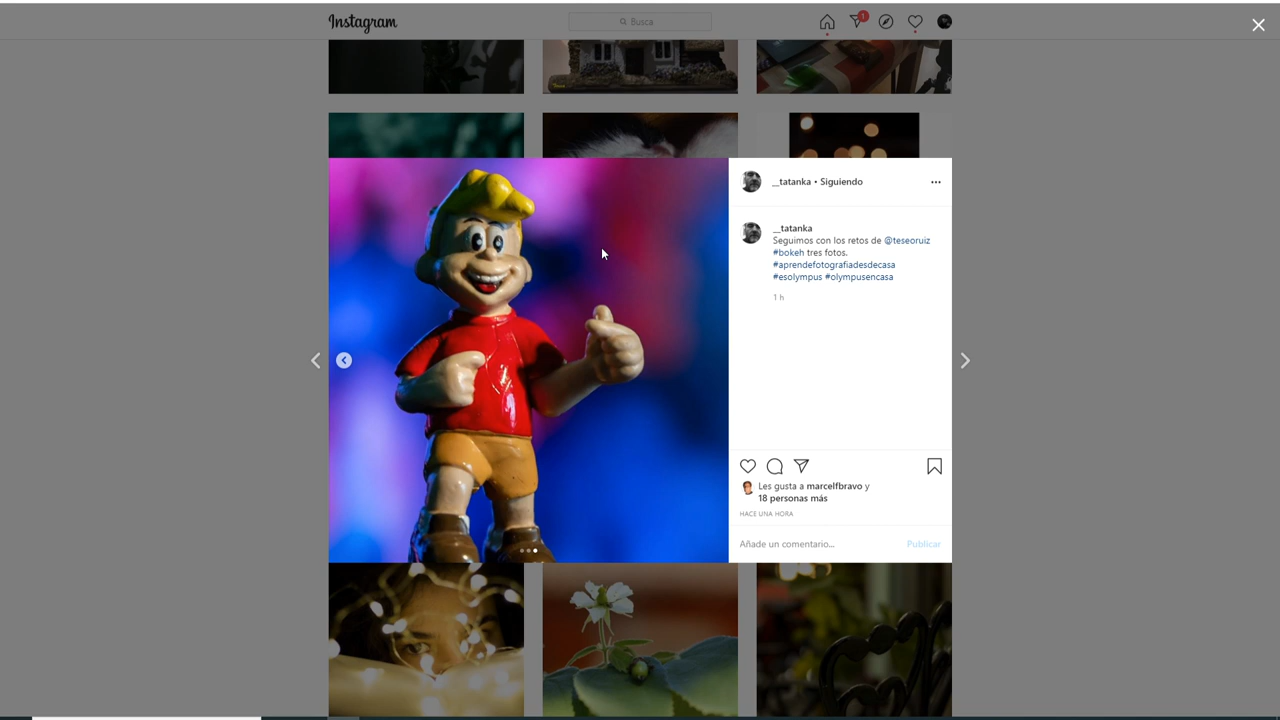 Instagram
Busca
1
__tatanka • Siguiendo
__tatanka
Seguimos con los retos de @teseoruiz
#bokeh tres fotos.
#aprendefotografiadesdecasa
#esolympus #olympusencasa
1 h
Les gusta a marcelfbravo y
18 personas más
HACE UNA HORA
Añade un comentario...
Publicar